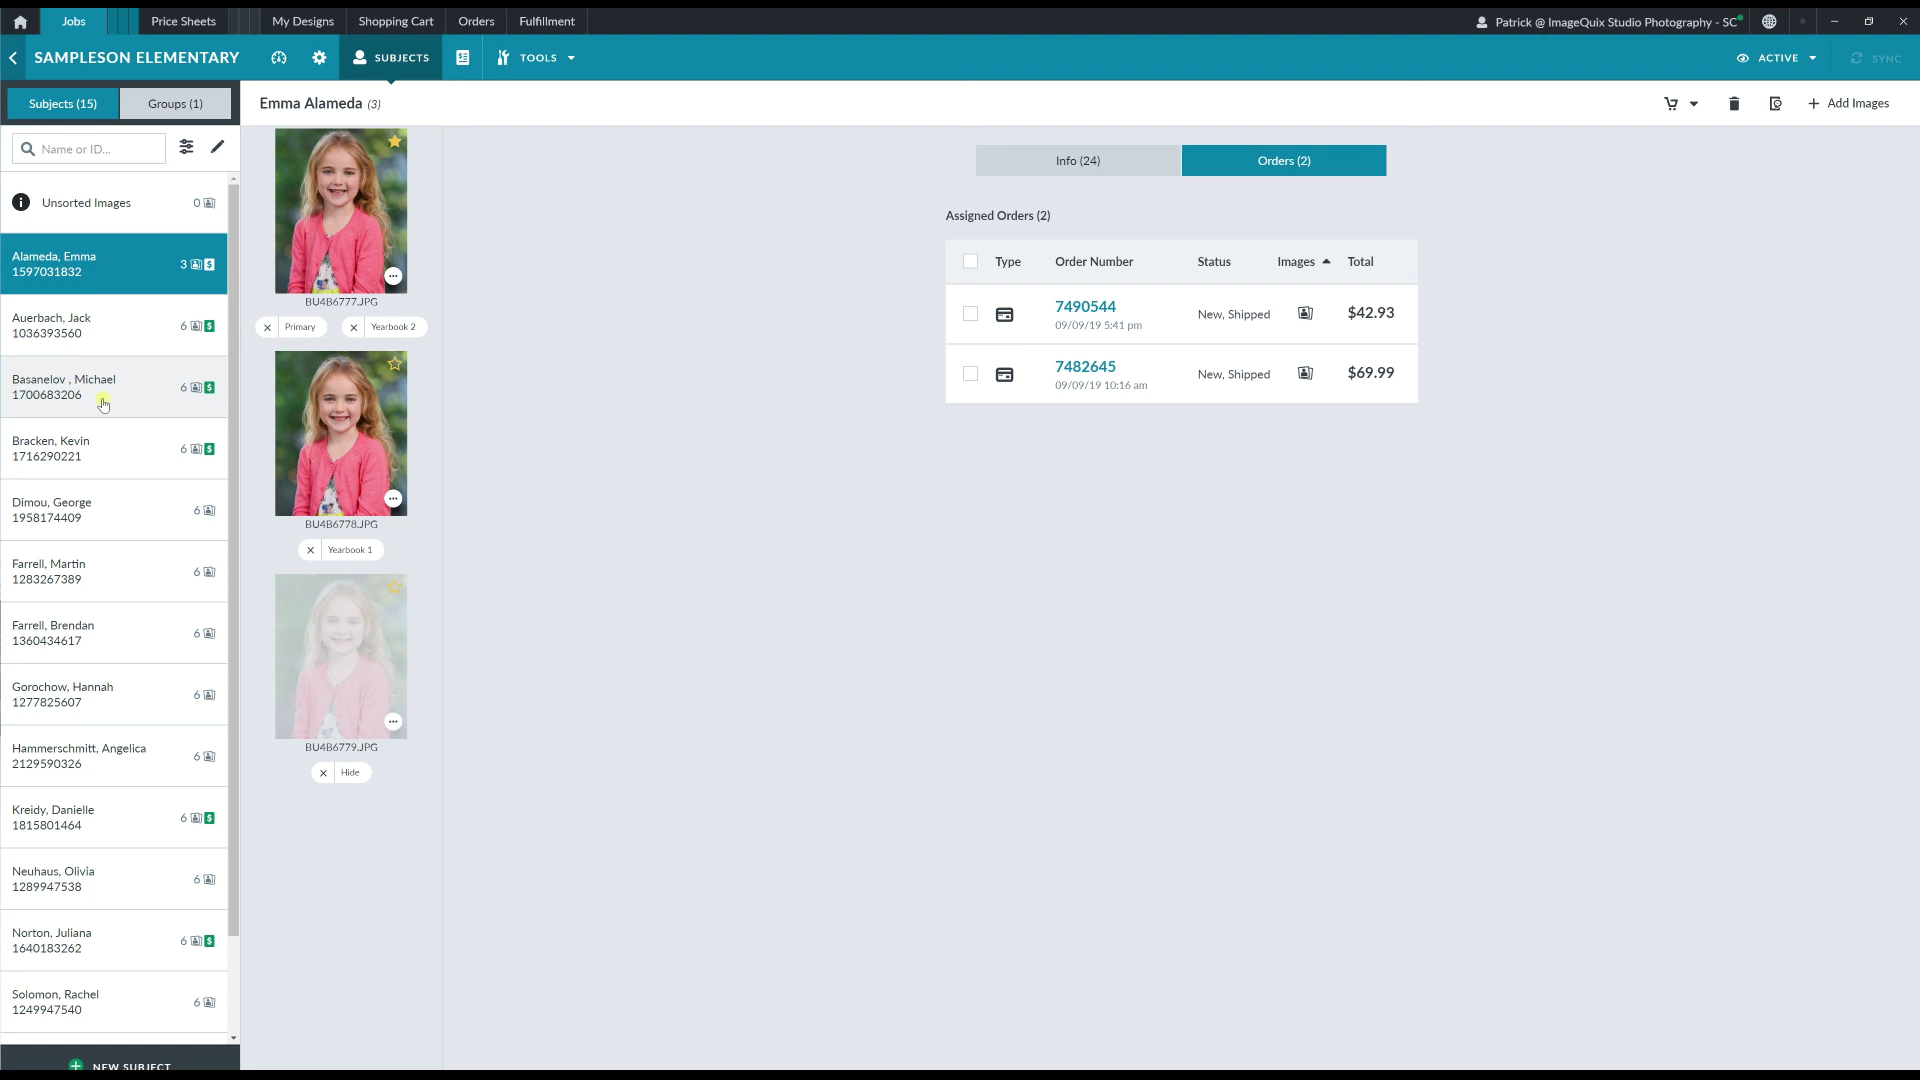 Jobs
Price Sheets
My Designs
Shopping Cart
Orders
Fulfillment
Patrick @ ImageQuix Studio Photography - SC
SAMPLESON ELEMENTARY
SUBJECTS
TOOLS
ACTIVE
SYNC
Subjects (15)
Groups (1)
Emma Alameda (3)
+ Add Images
Name or ID...
Unsorted Images
0
Alameda, Emma
1597031832
3
Auerbach, Jack
1036393560
6
Basanelov , Michael
1700683206
6
Bracken, Kevin
1716290221
6
Dimou, George
1958174409
6
Farrell, Martin
1283267389
6
Farrell, Brendan
1360434617
6
Gorochow, Hannah
1277825607
6
Hammerschmitt, Angelica
2129590326
6
Kreidy, Danielle
1815801464
6
Neuhaus, Olivia
1289947538
6
Norton, Juliana
1640183262
6
Solomon, Rachel
1249947540
6
NEW SUBJECT
BU4B6777.JPG
Primary
Yearbook 2
BU4B6778.JPG
Yearbook 1
BU4B6779.JPG
Hide
Info (24)
Orders (2)
Assigned Orders (2)
Type
Order Number
Status
Images
Total
7490544
09/09/19 5:41 pm
New, Shipped
$42.93
7482645
09/09/19 10:16 am
New, Shipped
$69.99